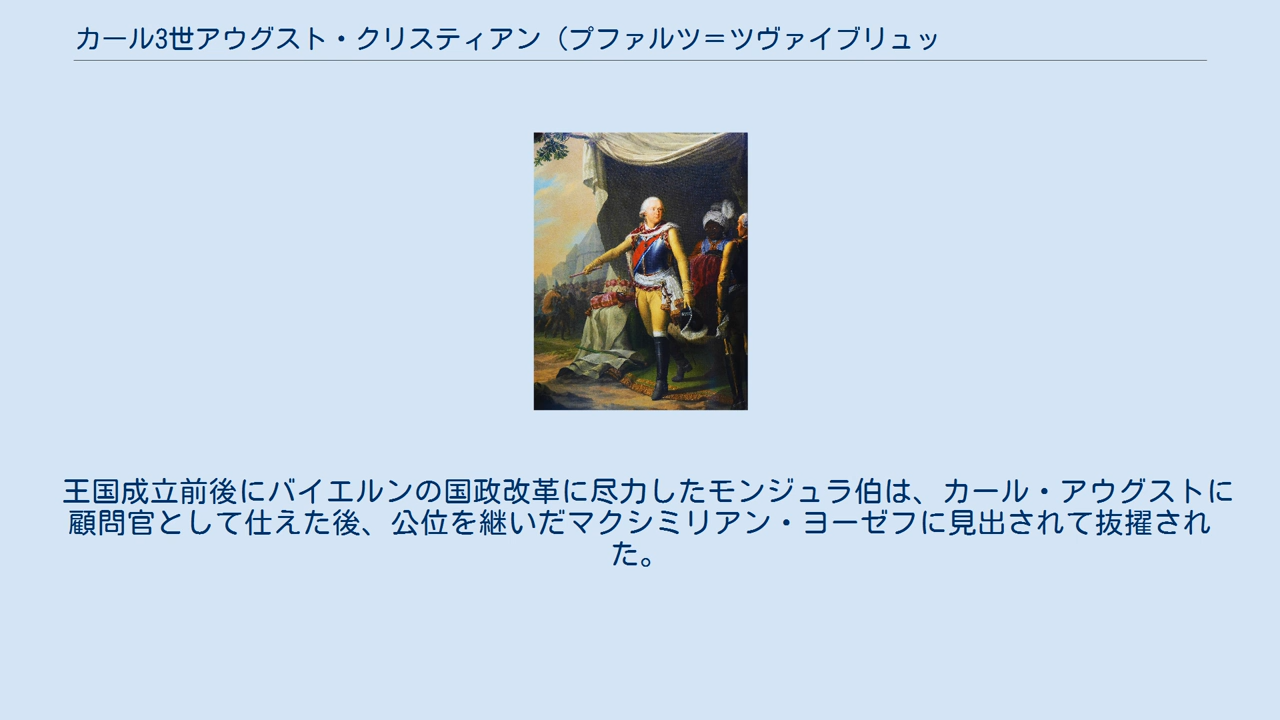 カール3世アウグスト・クリスティアン（プファルツ＝ツヴァイブリュッ
王国成立前後にバイエルンの国政改革に尽力したモンジュラ伯は、カール・アウグストに
顧問官として仕えた後、公位を継いだマクシミリアン・ヨーゼフに見出されて抜擢され
た。